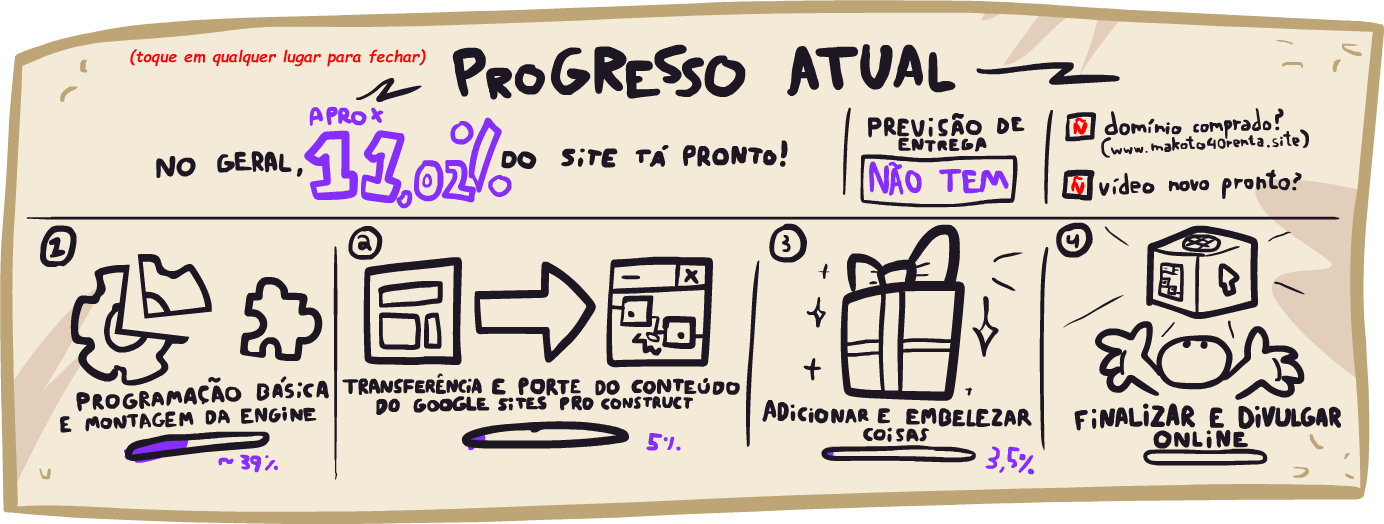 (toque em qualquer lugar para fechar)
PROGRESSO ATUAL
APROX
NO GERAL, 11,02% DO SITE TÁ PRONTO!
PREVISÃO DE
ENTREGA
NÃO TEM
Ñ domínio comprado?
(www.makoto40renta.site)
Ñ vídeo novo pronto?
1
PROGRAMAÇÃO BÁSICA
E MONTAGEM DA ENGINE
~39%
2
X
TRANSFERÊNCIA E PORTE DO CONTEÚDO
DO GOOGLE SITES PRO CONSTRUCT
5%
3
ADICIONAR E EMBELEZAR
COISAS
3,5%
4
FINALIZAR E DIVULGAR
ONLINE